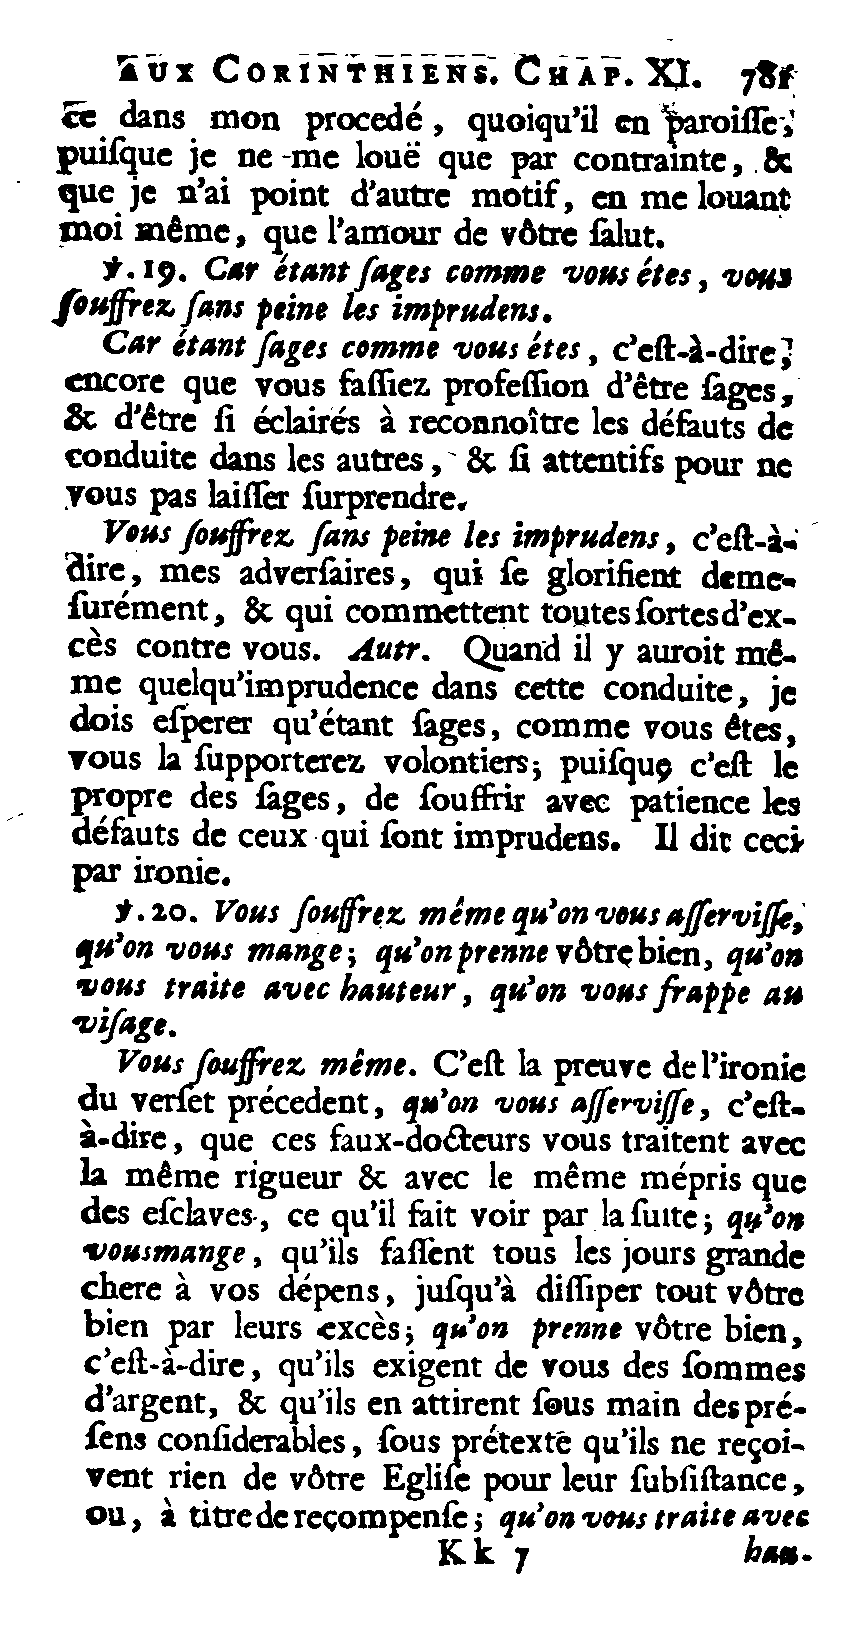 AUX CORINTHIENS. CHAP. XI. 781
ce dans mon procedé, quoiqu'il en paroiſſe;
puiſque je ne me louë que par contrainte, &
que je n'ai point d'autre motif, en me louant
moi même, que l'amour de vôtre ſalut.
ꝟ. 19. Car étant ſages comme vous étes, vous
ſouffrez ſans peine les imprudens.
Car étant ſages comme vous étes, c'eſt-à-dire,
encore que vous faſſiez profeſſion d'être ſages,
& d'être ſi éclairés à reconnoître les défauts de
conduite dans les autres, & ſi attentifs pour ne
vous pas laiſſer ſurprendre.
Vous ſouffrez ſans peine les imprudens, c'eſt-à-
dire, mes adverſaires, qui ſe glorifient deme-
ſurément, & qui commettent toutes ſortes d'ex-
cès contre vous. Autr. Quand il y auroit mê-
me quelqu'imprudence dans cette conduite, je
dois eſperer qu'étant ſages, comme vous êtes,
vous la ſupporterez volontiers; puiſque c'eſt le
propre des ſages, de ſouffrir avec patience les
défauts de ceux qui ſont imprudens. Il dit ceci
par ironie.
ꝟ. 20. Vous ſouffrez même qu'on vous aſſerviſſe,
qu'on vous mange; qu'on prenne vôtre bien, qu'on
vous traite avec hauteur, qu'on vous frappe au
viſage.
Vous ſouffrez même. C'eſt la preuve de l'ironie
du verſet précedent, qu'on vous aſſerviſſe, c'eſt-
à-dire, que ces faux-docteurs vous traitent avec
la même rigueur & avec le même mépris que
des eſclaves, ce qu'il fait voir par la ſuite; qu'on
vous mange, qu'ils faſſent tous les jours grande
chere à vos dépens, juſqu'à diſſiper tout vôtre
bien par leurs excès; qu'on prenne vôtre bien,
c'eſt-à-dire, qu'ils exigent de vous des ſommes
d'argent, & qu'ils en attirent ſous main des pré-
ſens conſiderables, ſous prétexte qu'ils ne reçoi-
vent rien de vôtre Egliſe pour leur ſubſiſtance,
ou, à titre de reçompenſe; qu'on vous traite avec
Kk 7 hau-